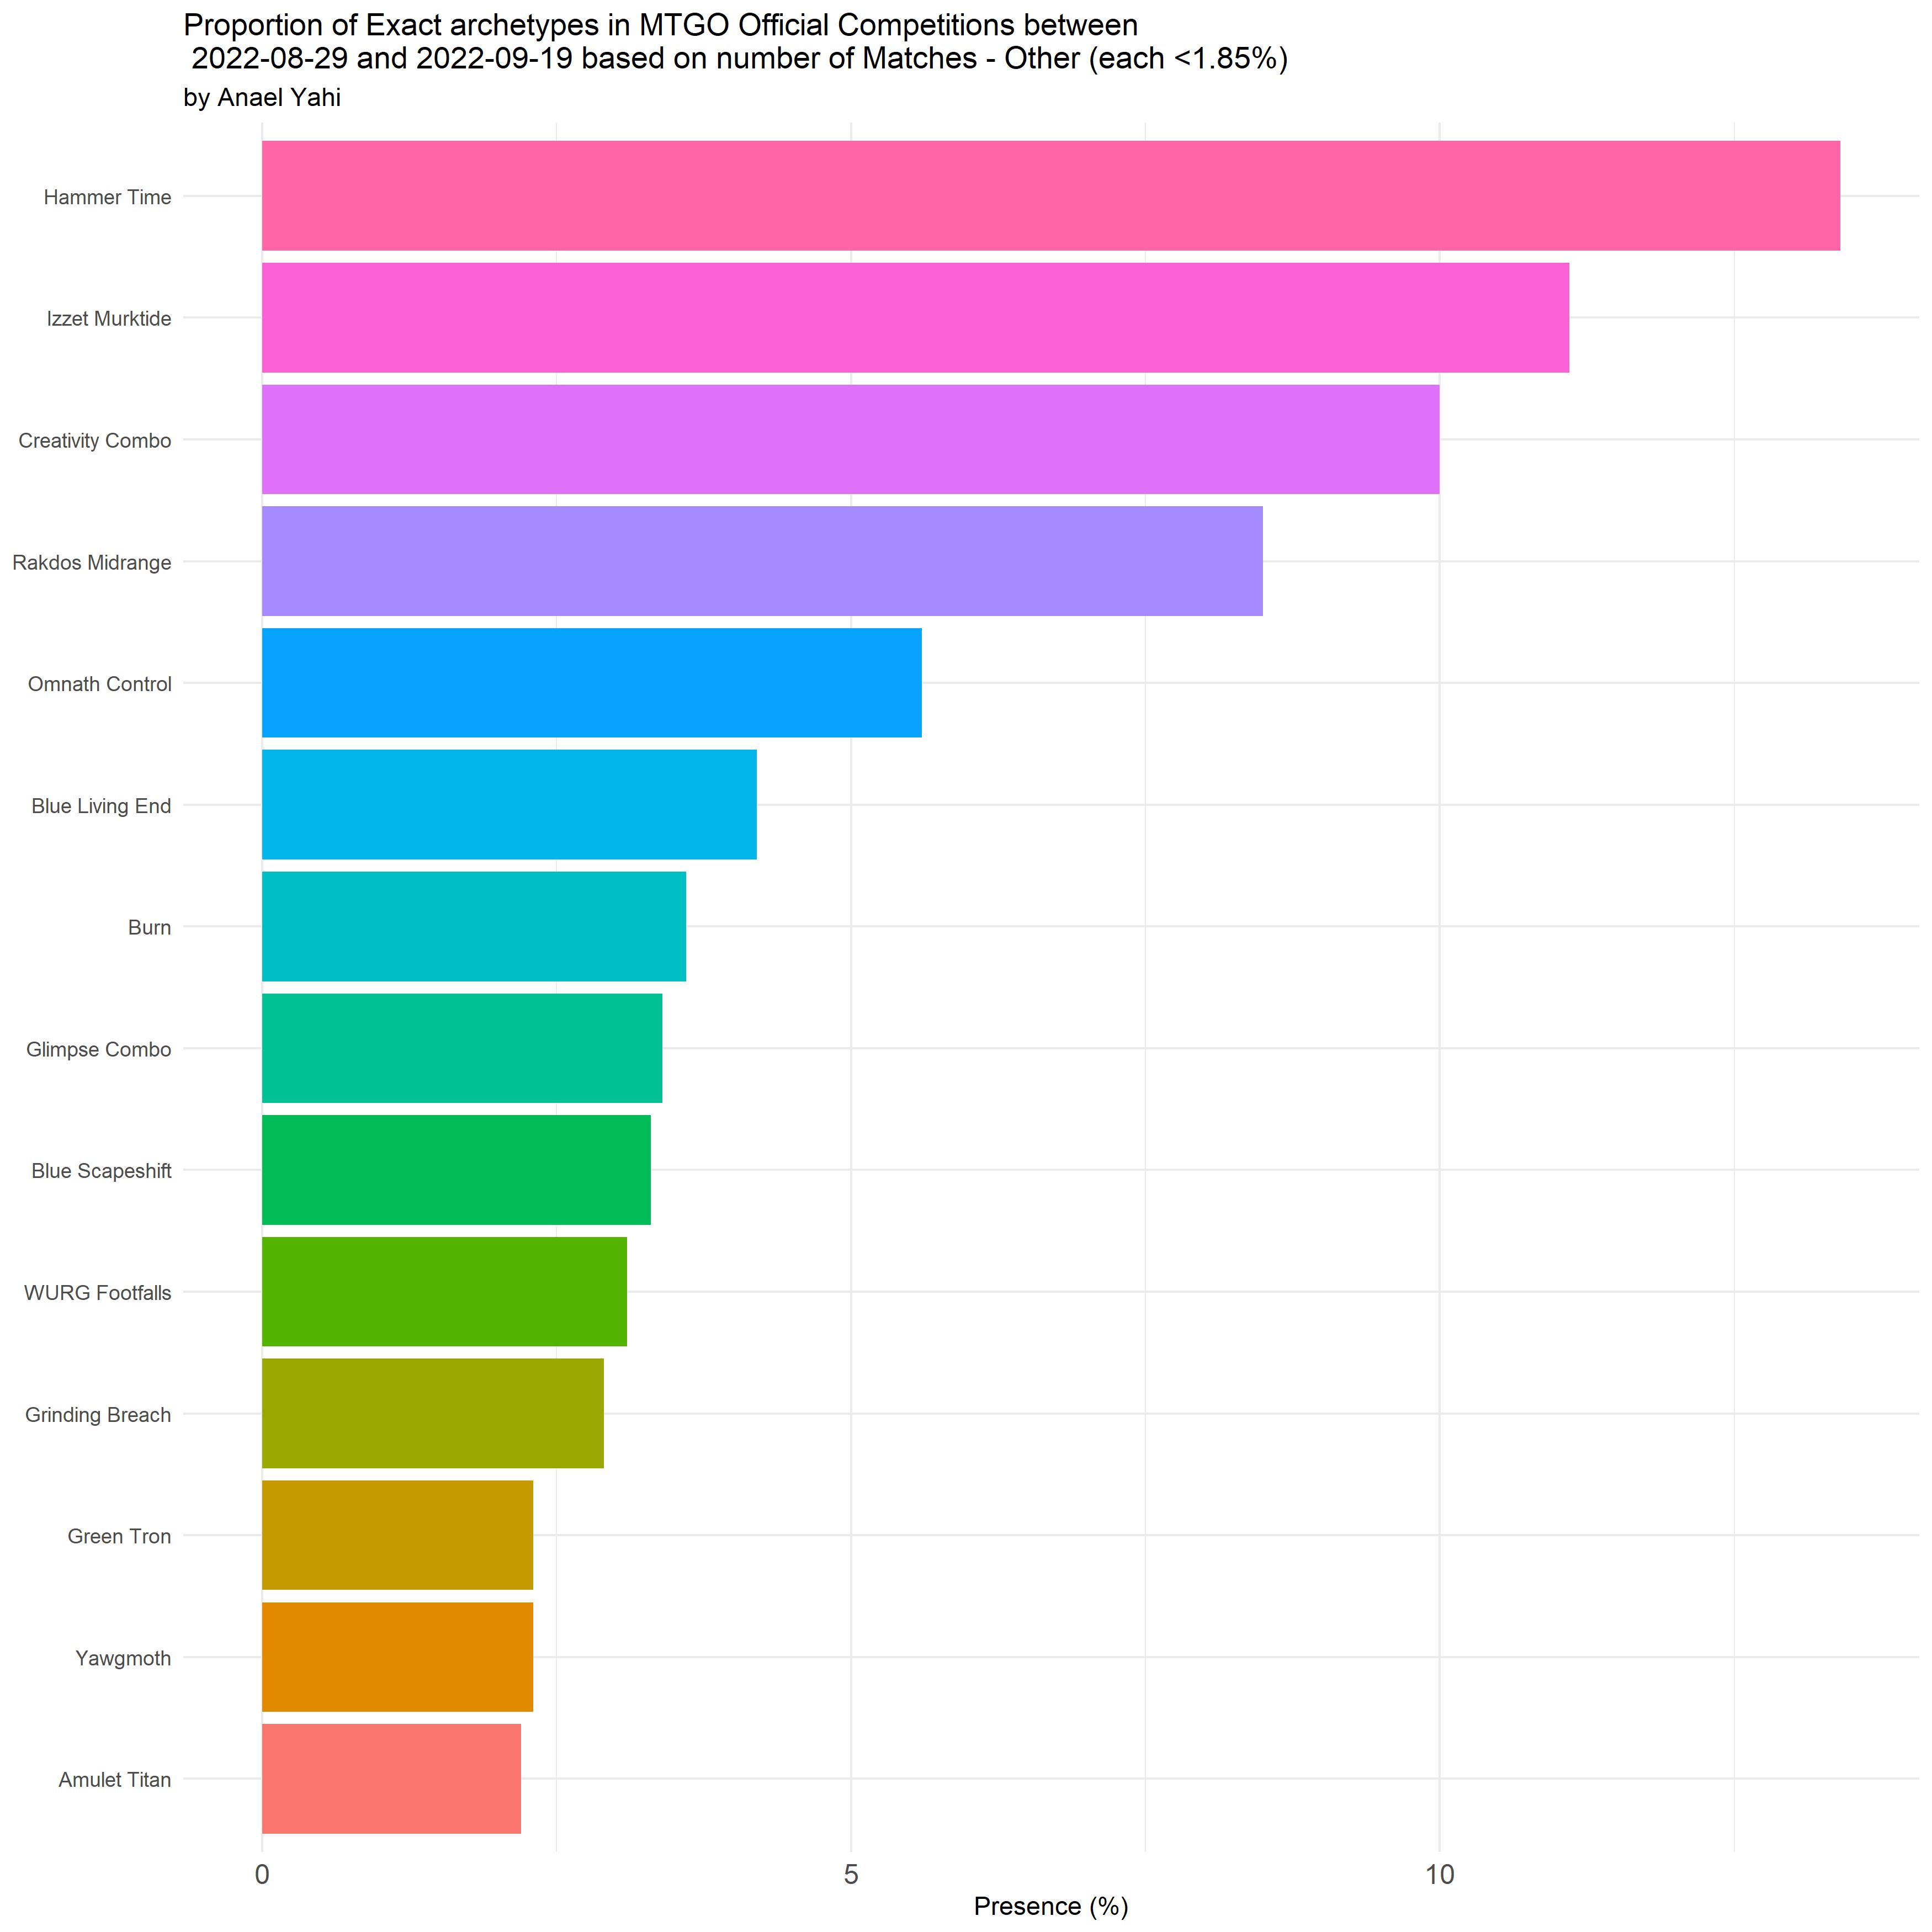 Proportion of Exact archetypes in MTGO Official Competitions between
2022-08-29 and 2022-09-19 based on number of Matches - Other (each <1.85%)
by Anael Yahi
Hammer Time
Izzet Murktide
Creativity Combo
Rakdos Midrange
Omnath Control
Blue Living End
Burn
Glimpse Combo
Blue Scapeshift
WURG Footfalls
Grinding Breach
Green Tron
Yawgmoth
Amulet Titan
0 5 10
Presence (%)